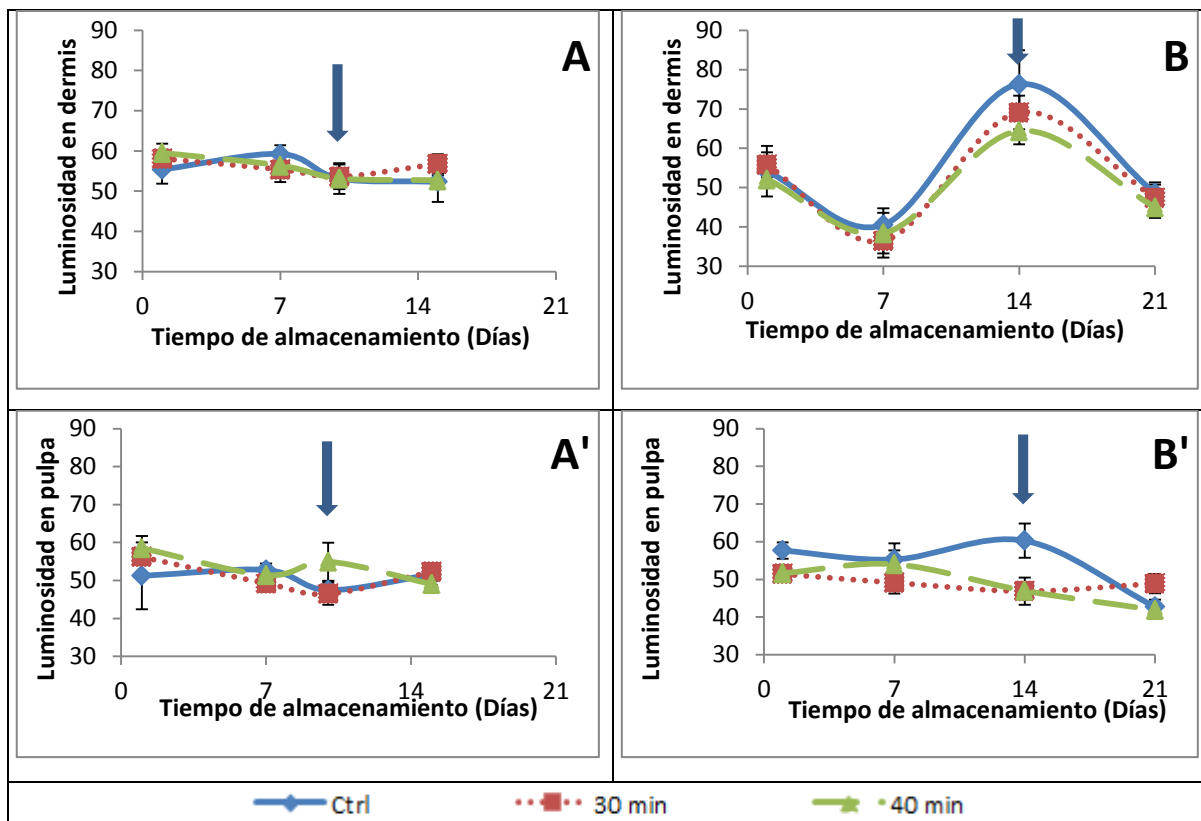 A
Luminosidad en dermis
90
80
70
60
50
40
30
0 7 14 21
Tiempo de almacenamiento (Días)
B
Luminosidad en dermis
90
80
70
60
50
40
30
0 7 14 21
Tiempo de almacenamiento (Días)
A'
Luminosidad en pulpa
90
80
70
60
50
40
30
0 7 14 21
Tiempo de almacenamiento (Días)
B'
Luminosidad en pulpa
90
80
70
60
50
40
30
0 7 14 21
Tiempo de almacenamiento (Días)
Ctrl 30 min 40 min